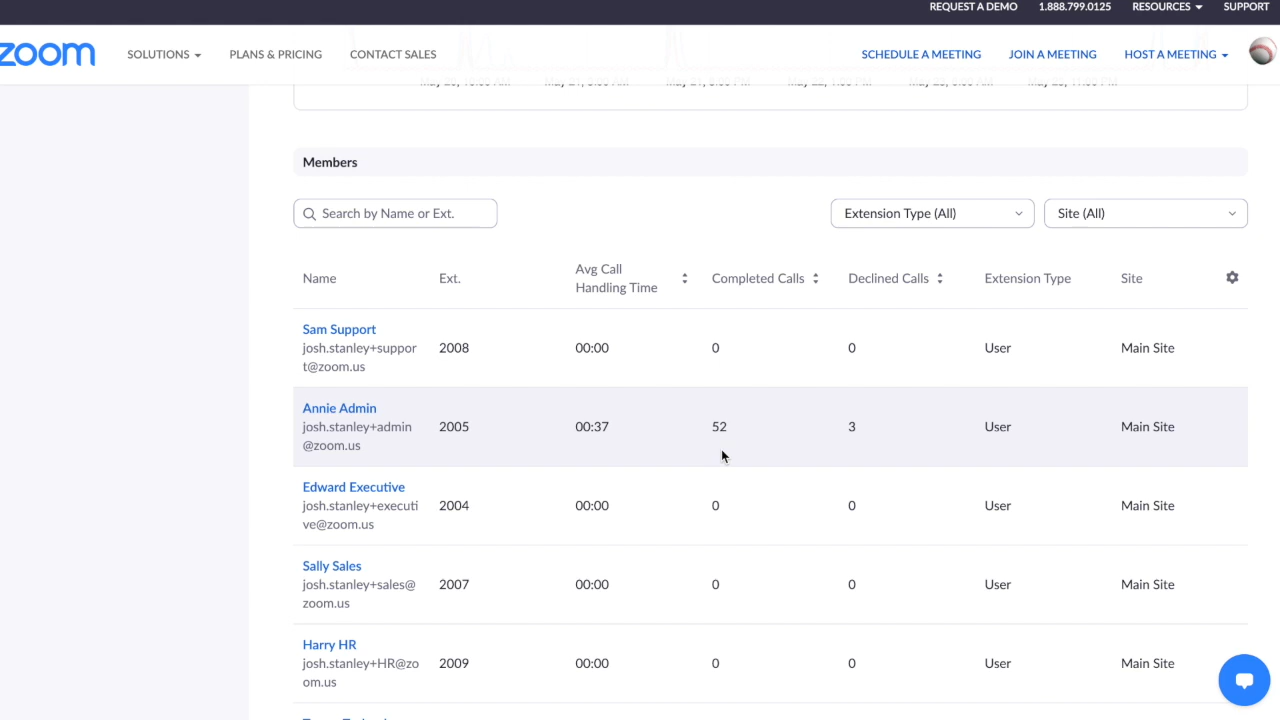 REQUEST A DEMO 1.888.799.0125 RESOURCES SUPPORT
zoom SOLUTIONS PLANS & PRICING CONTACT SALES SCHEDULE A MEETING JOIN A MEETING HOST A MEETING
Members
Search by Name or Ext. Extension Type (All) Site (All)
Name Ext. Avg Call Handling Time Completed Calls Declined Calls Extension Type Site
Sam Support
josh.stanley+suppor 2008 00:00 0 0 User Main Site
t@zoom.us
Annie Admin
josh.stanley+admin 2005 00:37 52 3 User Main Site
@zoom.us
Edward Executive
josh.stanley+executi 2004 00:00 0 0 User Main Site
ve@zoom.us
Sally Sales
josh.stanley+sales@ 2007 00:00 0 0 User Main Site
zoom.us
Harry HR
josh.stanley+HR@zo 2009 00:00 0 0 User Main Site
om.us